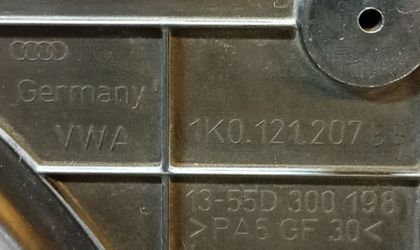 Germany
VWA
1K0.121.207
13-55D 300 198
>PA6 GF 30<